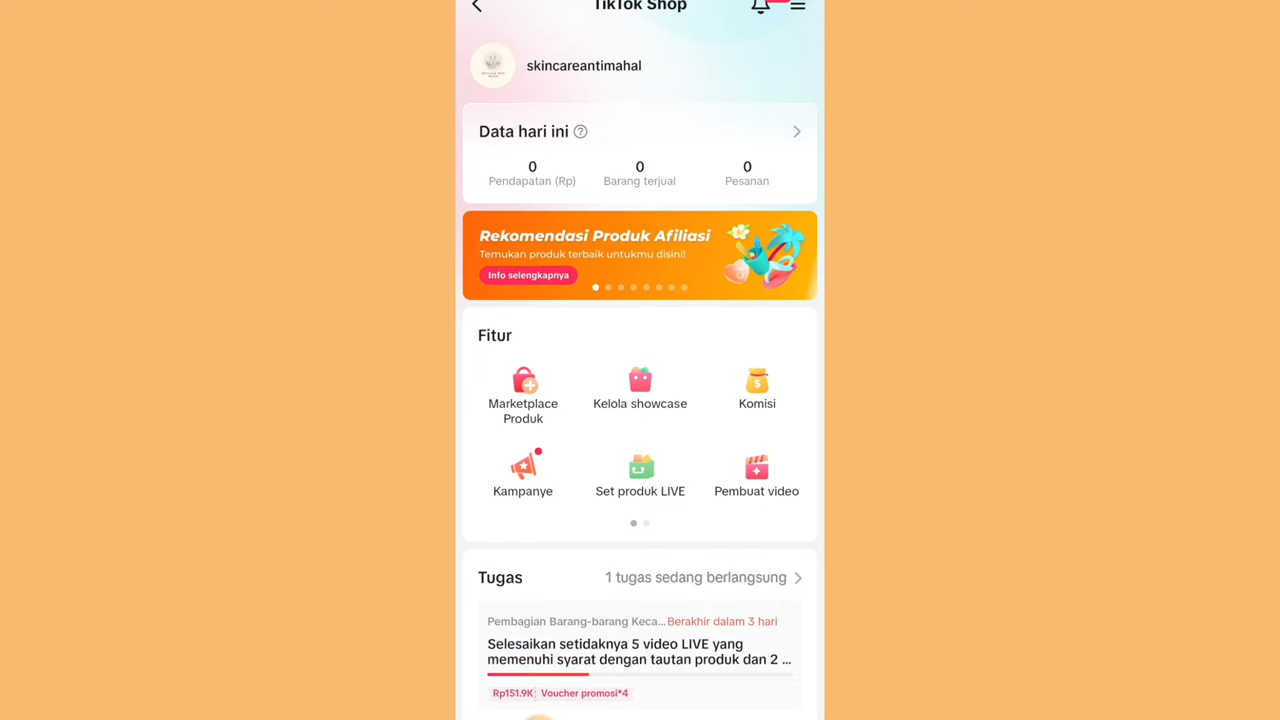 TikTok Shop
skincareantimahal
Data hari ini
0 0 0
Pendapatan (Rp) Barang terjual Pesanan
Rekomendasi Produk Afiliasi
Temukan produk terbaik untukmu disini!
Info selengkapnya
Fitur
Marketplace
Produk
Kelola showcase
Komisi
Kampanye
Set produk LIVE
Pembuat video
Tugas
1 tugas sedang berlangsung
Pembagian Barang-barang Keca... Berakhir dalam 3 hari
Selesaikan setidaknya 5 video LIVE yang
memenuhi syarat dengan tautan produk dan 2 ...
Rp151.9K Voucher promosi*4